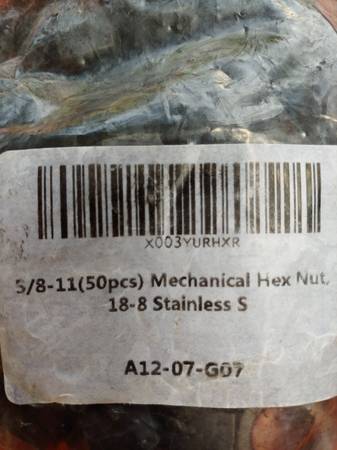 X003YURHXR
5/8-11(50pcs) Mechanical Hex Nut,
18-8 Stainless S
A12-07-G07